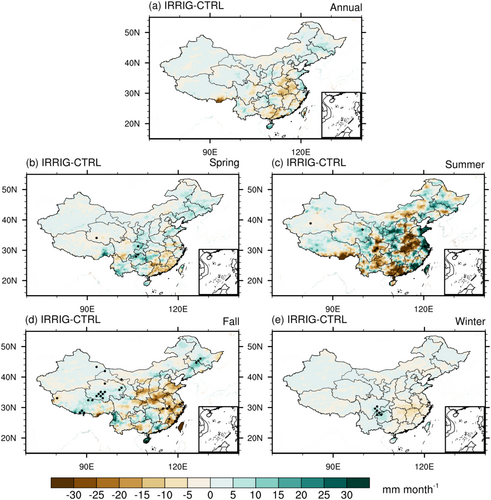 (a) IRRIG-CTRL Annual
50N
40N
30N
20N
90E 120E
(b) IRRIG-CTRL Spring
(c) IRRIG-CTRL Summer
50N 50N
40N 40N
30N 30N
20N 20N
90E 120E 90E 120E
(d) IRRIG-CTRL Fall
(e) IRRIG-CTRL Winter
50N 50N
40N 40N
30N 30N
20N 20N
90E 120E 90E 120E
-30 -25 -20 -15 -10 -5 0 5 10 15 20 25 30 mm month⁻¹